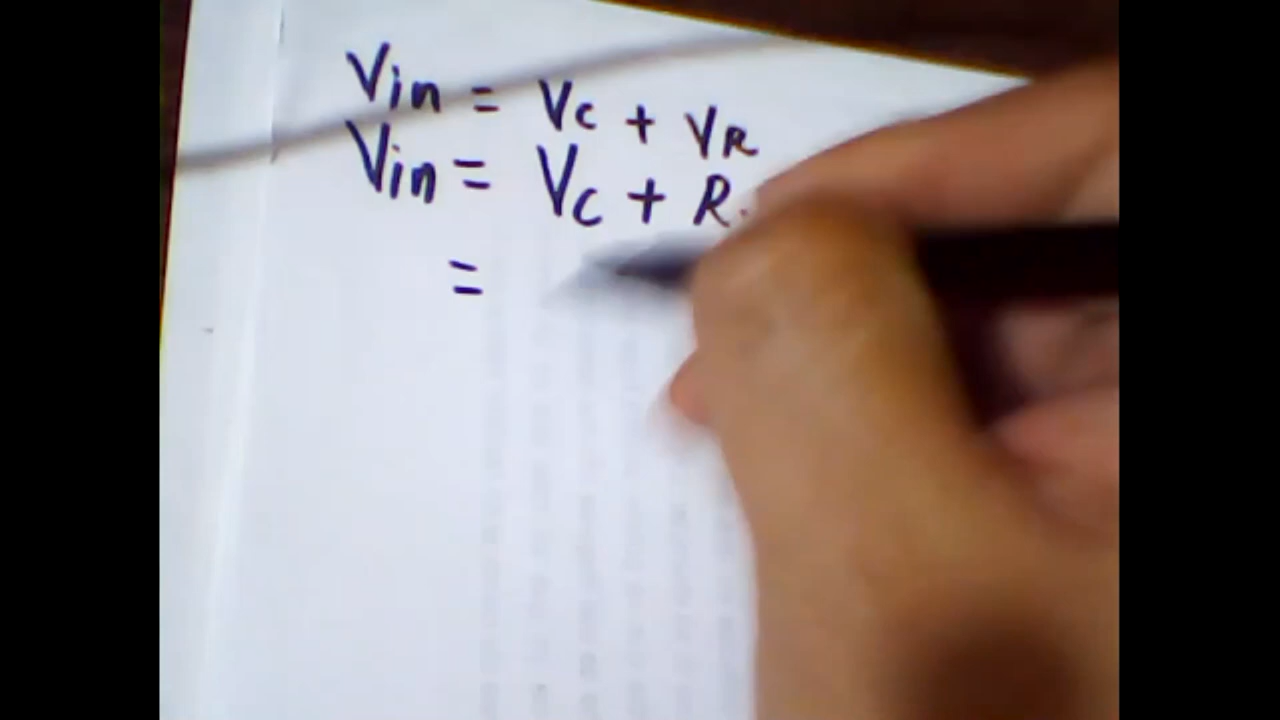 Vin = Vc + VR
Vin = Vc + R.
=